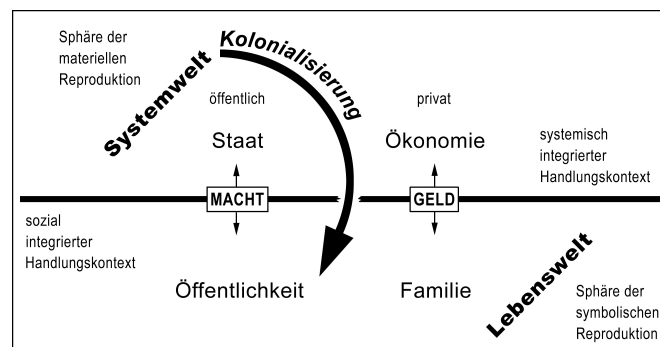 Sphäre der
materiellen
Reproduktion
Systemwelt
Kolonialisierung
öffentlich
privat
Staat
Ökonomie
systemisch
integrierter
Handlungskontext
MACHT
GELD
sozial
integrierter
Handlungskontext
Öffentlichkeit
Familie
Lebenswelt
Sphäre der
symbolischen
Reproduktion